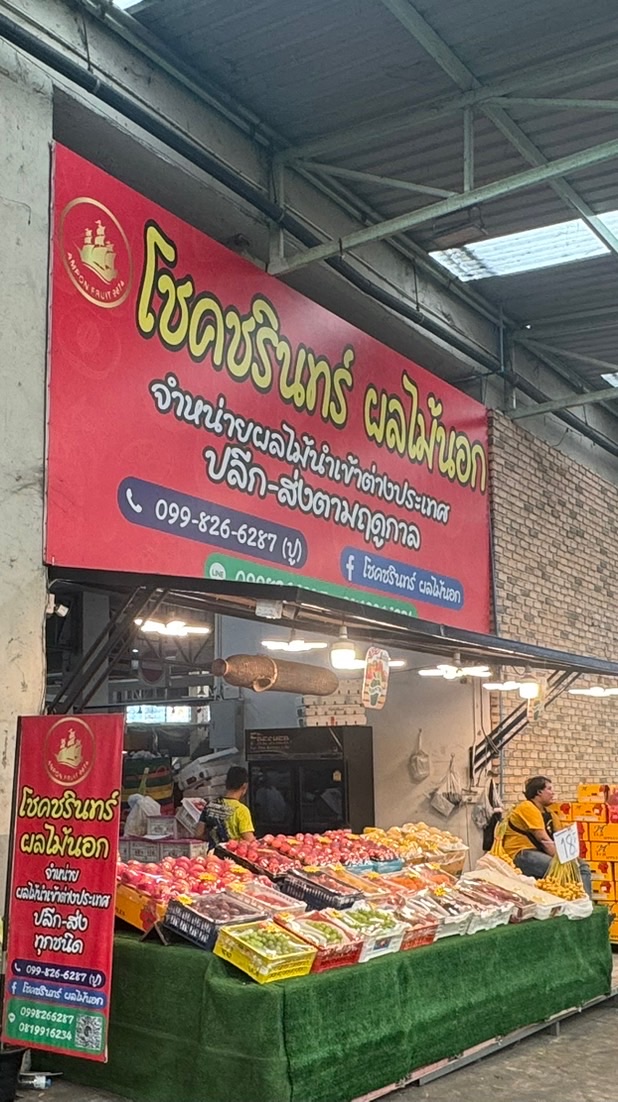 AMPON FRUIT
โชคชรินทร์ ผลไม้นอก
จำหน่ายผลไม้นำเข้าต่างประเทศ
ปลีก-ส่งตามฤดูกาล
099-826-6287 (ปู)
โชคชรินทร์ ผลไม้นอก
LINE
โชคชรินทร์
ผลไม้นอก
จำหน่าย
ผลไม้นำเข้าต่างประเทศ
ปลีก-ส่ง
ทุกชนิด
099-826-6287 (ปู)
โชคชรินทร์ ผลไม้นอก
0998266287
0819916234